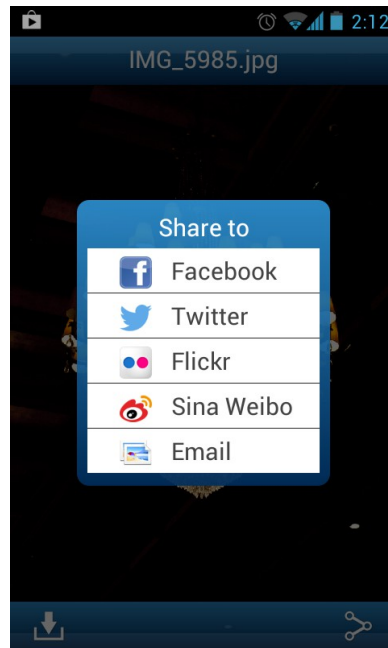 2:12
IMG_5985.jpg
Share to
Facebook
Twitter
Flickr
Sina Weibo
Email